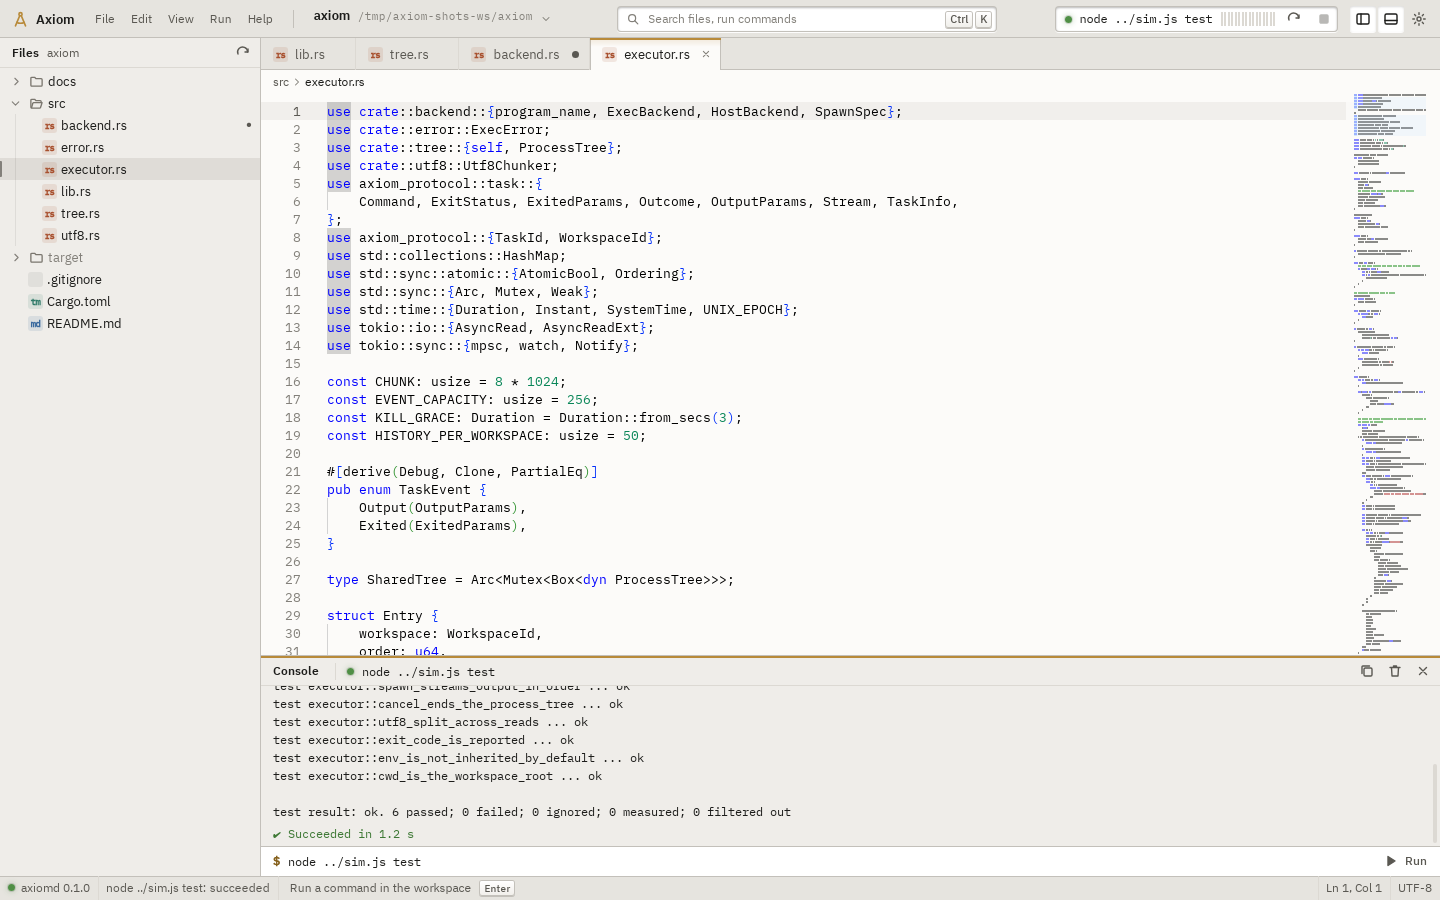 Axiom File Edit View Run Help axiom /tmp/axiom-shots-ws/axiom Search files, run commands Ctrl K node ../sim.js test
Files axiom
docs
src
backend.rs
error.rs
executor.rs
lib.rs
tree.rs
utf8.rs
target
.gitignore
Cargo.toml
README.md
lib.rs tree.rs backend.rs executor.rs
src > executor.rs
1 use crate::backend::{program_name, ExecBackend, HostBackend, SpawnSpec};
2 use crate::error::ExecError;
3 use crate::tree::{self, ProcessTree};
4 use crate::utf8::Utf8Chunker;
5 use axiom_protocol::task::{
6 Command, ExitStatus, ExitedParams, Outcome, OutputParams, Stream, TaskInfo,
7 };
8 use axiom_protocol::{TaskId, WorkspaceId};
9 use std::collections::HashMap;
10 use std::sync::atomic::{AtomicBool, Ordering};
11 use std::sync::{Arc, Mutex, Weak};
12 use std::time::{Duration, Instant, SystemTime, UNIX_EPOCH};
13 use tokio::io::{AsyncRead, AsyncReadExt};
14 use tokio::sync::{mpsc, watch, Notify};
15
16 const CHUNK: usize = 8 * 1024;
17 const EVENT_CAPACITY: usize = 256;
18 const KILL_GRACE: Duration = Duration::from_secs(3);
19 const HISTORY_PER_WORKSPACE: usize = 50;
20
21 #[derive(Debug, Clone, PartialEq)]
22 pub enum TaskEvent {
23 Output(OutputParams),
24 Exited(ExitedParams),
25 }
26
27 type SharedTree = Arc<Mutex<Box<dyn ProcessTree>>>;
28
29 struct Entry {
30 workspace: WorkspaceId,
31 order: u64,
Console node ../sim.js test
test executor::spawn_streams_output_in_order ... ok
test executor::cancel_ends_the_process_tree ... ok
test executor::utf8_split_across_reads ... ok
test executor::exit_code_is_reported ... ok
test executor::env_is_not_inherited_by_default ... ok
test executor::cwd_is_the_workspace_root ... ok
test result: ok. 6 passed; 0 failed; 0 ignored; 0 measured; 0 filtered out
✔ Succeeded in 1.2 s
$ node ../sim.js test Run
axiomd 0.1.0 node ../sim.js test: succeeded Run a command in the workspace Enter Ln 1, Col 1 UTF-8